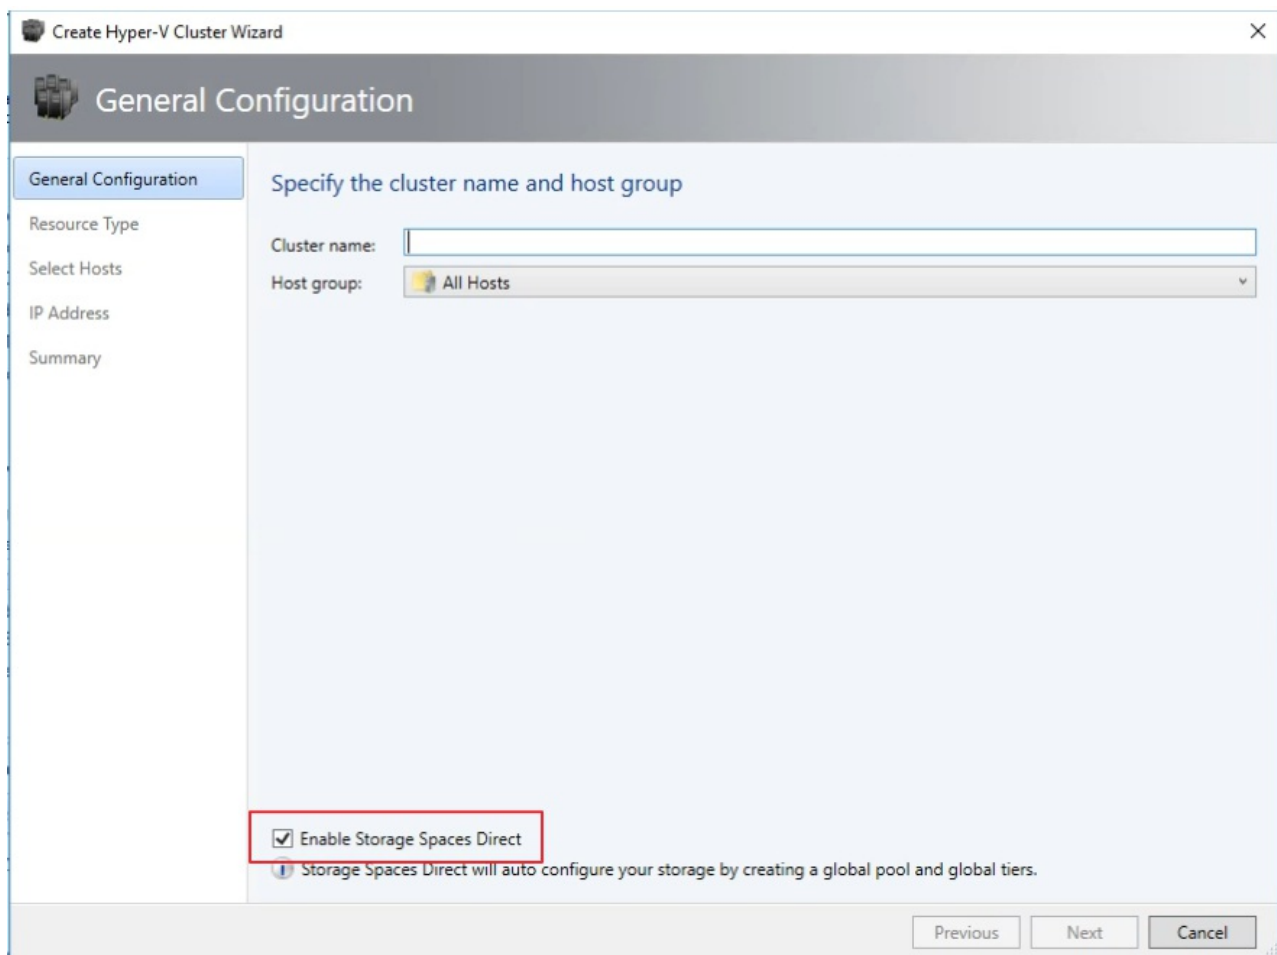 Create Hyper-V Cluster Wizard
General Configuration
General Configuration
Resource Type
Select Hosts
IP Address
Summary
Specify the cluster name and host group
Cluster name:
Host group:
All Hosts
Enable Storage Spaces Direct
Storage Spaces Direct will auto configure your storage by creating a global pool and global tiers.
Previous
Next
Cancel